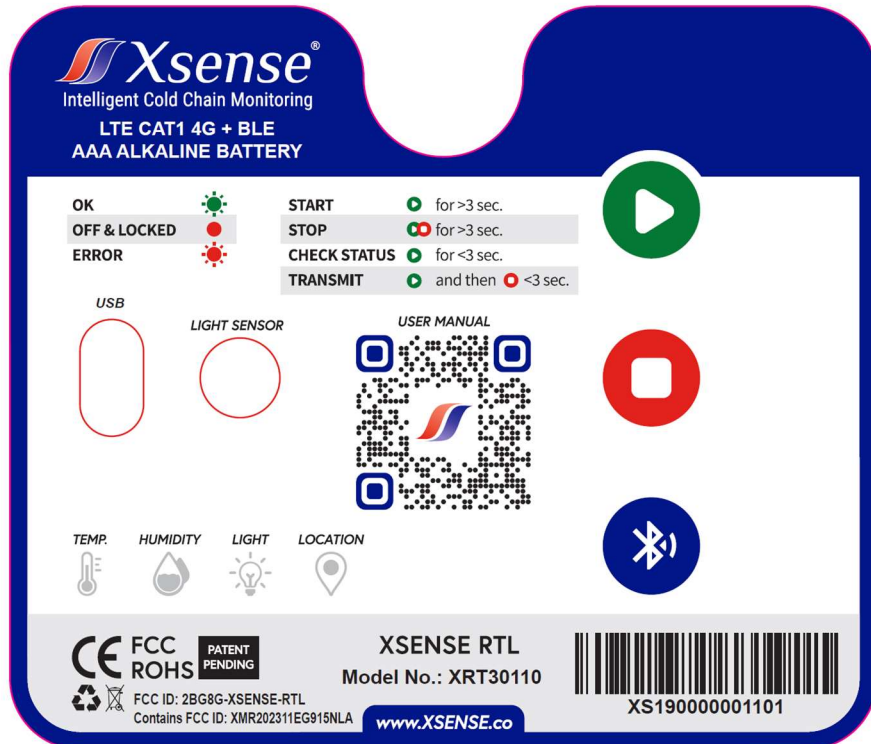 Xsense®
Intelligent Cold Chain Monitoring
LTE CAT1 4G + BLE
AAA ALKALINE BATTERY
OK
OFF & LOCKED
ERROR
START for >3 sec.
STOP for >3 sec.
CHECK STATUS for <3 sec.
TRANSMIT and then <3 sec.
USB
LIGHT SENSOR
USER MANUAL
TEMP. HUMIDITY LIGHT LOCATION
CE FCC
ROHS
PATENT
PENDING
FCC ID: 2BG8G-XSENSE-RTL
Contains FCC ID: XMR202311EG915NLA
XSENSE RTL
Model No.: XRT30110
www.XSENSE.co
XS190000001101